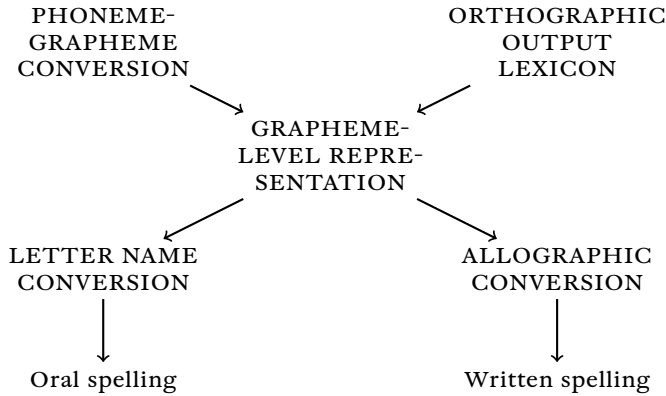 PHONEME-
GRAPHEME
CONVERSION
ORTHOGRAPHIC
OUTPUT
LEXICON
GRAPHEME-
LEVEL REPRE-
SENTATION
LETTER NAME
CONVERSION
ALLOGRAPHIC
CONVERSION
Oral spelling
Written spelling